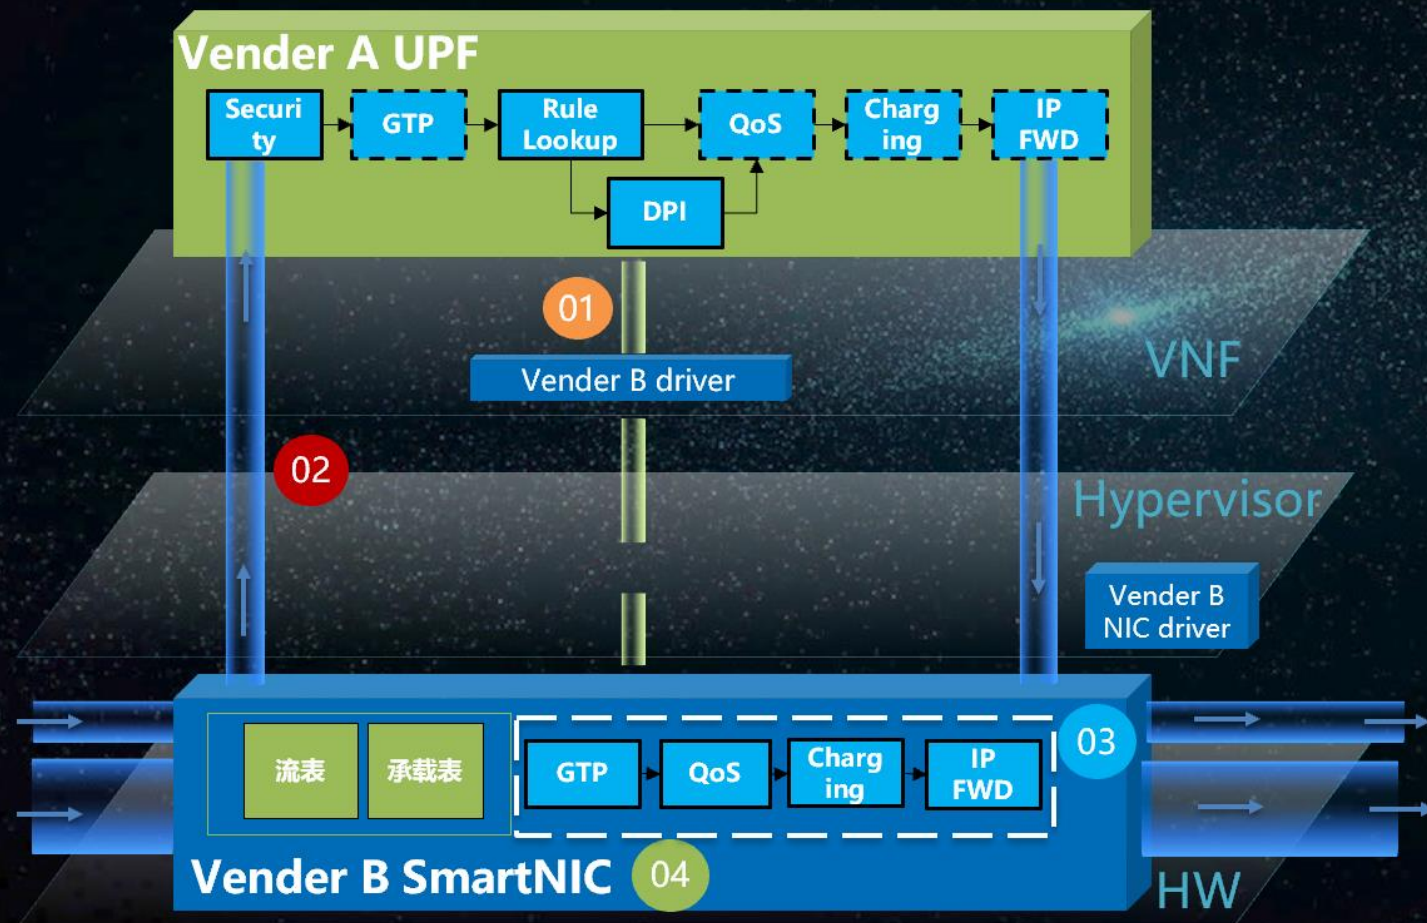 Vender A UPF
Securi
ty
GTP
Rule
Lookup
QoS
Charg
ing
IP
FWD
DPI
01
Vender B driver
VNF
02
Hypervisor
Vender B
NIC driver
流表
承载表
GTP
QoS
Charg
ing
IP
FWD
03
Vender B SmartNIC
04
HW